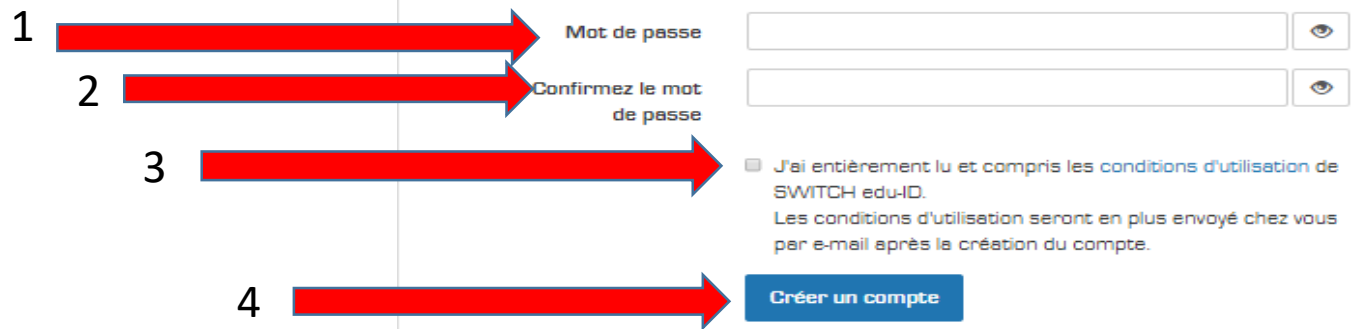 1
Mot de passe
2
Confirmez le mot
de passe
3
J'ai entièrement lu et compris les conditions d'utilisation de
SWITCH edu-ID.
Les conditions d'utilisation seront en plus envoyé chez vous
par e-mail après la création du compte.
4
Créer un compte